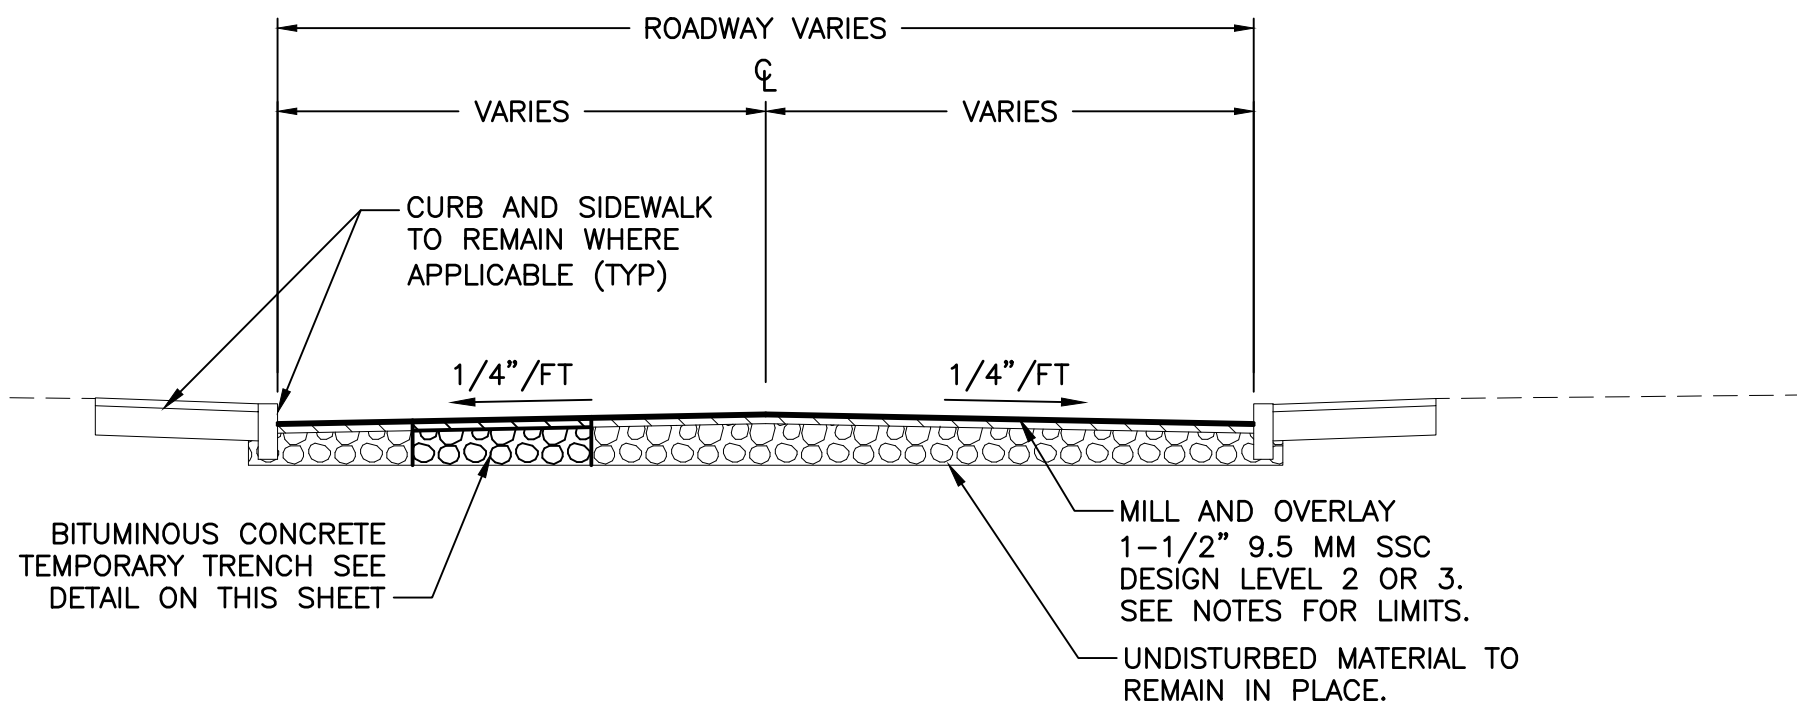 ROADWAY VARIES
℄
VARIES
VARIES
CURB AND SIDEWALK
TO REMAIN WHERE
APPLICABLE (TYP)
1/4”/FT
1/4”/FT
BITUMINOUS CONCRETE
TEMPORARY TRENCH SEE
DETAIL ON THIS SHEET
MILL AND OVERLAY
1-1/2” 9.5 MM SSC
DESIGN LEVEL 2 OR 3.
SEE NOTES FOR LIMITS.
UNDISTURBED MATERIAL TO
REMAIN IN PLACE.